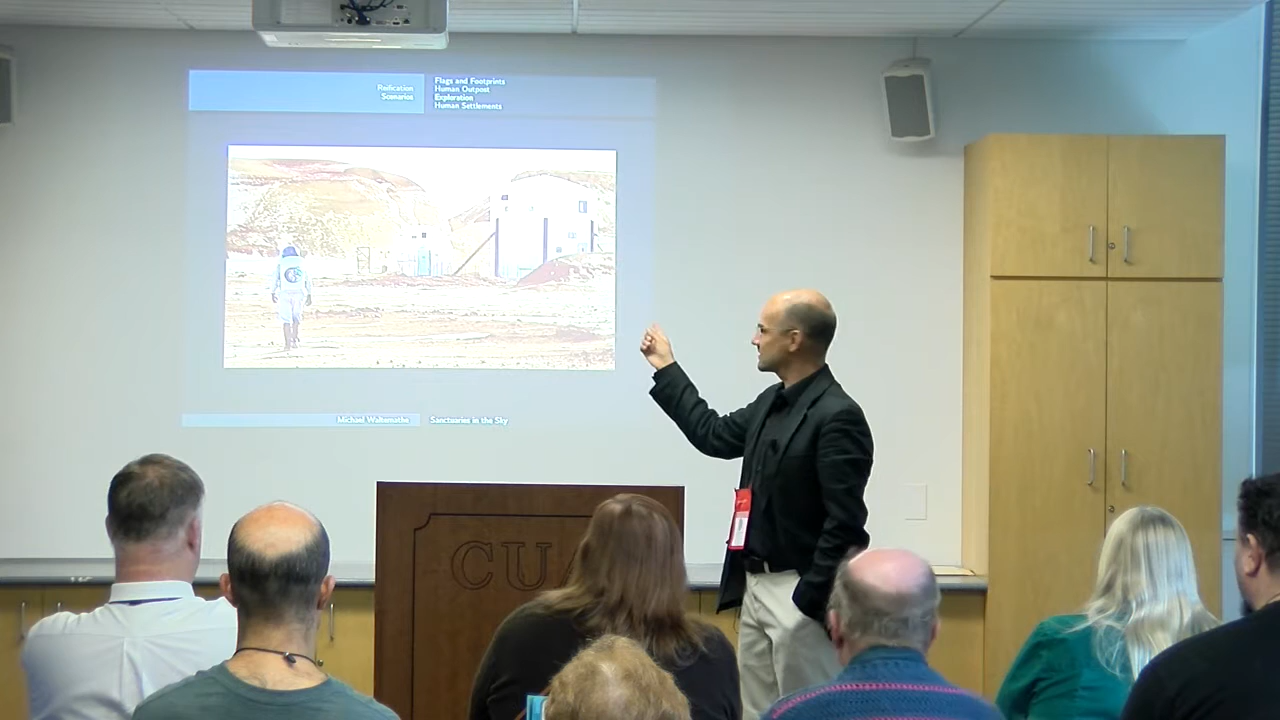 Reification
Scenarios
Flags and Footprints
Human Outpost
Exploration
Human Settlements
Michael Waltemathe
Sanctuaries in the Sky
CUA